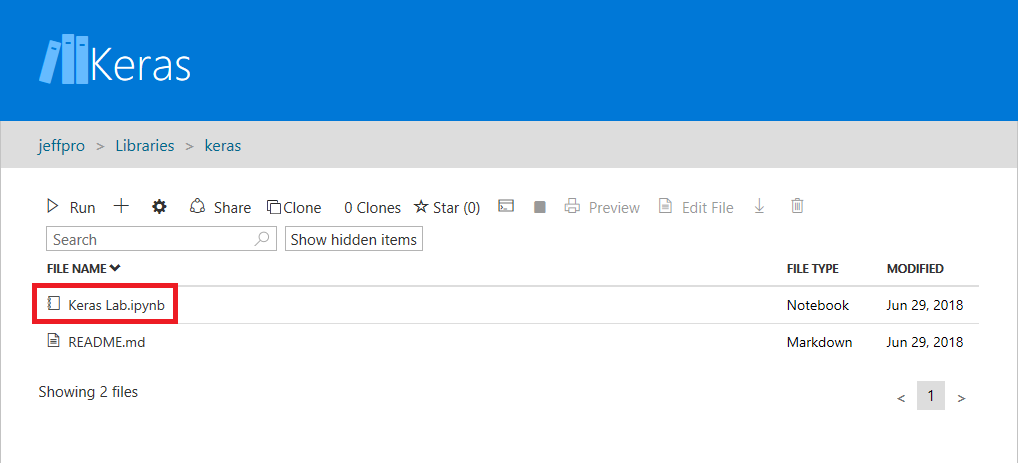 Keras
jeffpro > Libraries > keras
Run Share Clone 0 Clones Star (0) Preview Edit File
Search Show hidden items
FILE NAME FILE TYPE MODIFIED
Keras Lab.ipynb Notebook Jun 29, 2018
README.md Markdown Jun 29, 2018
Showing 2 files < 1 >